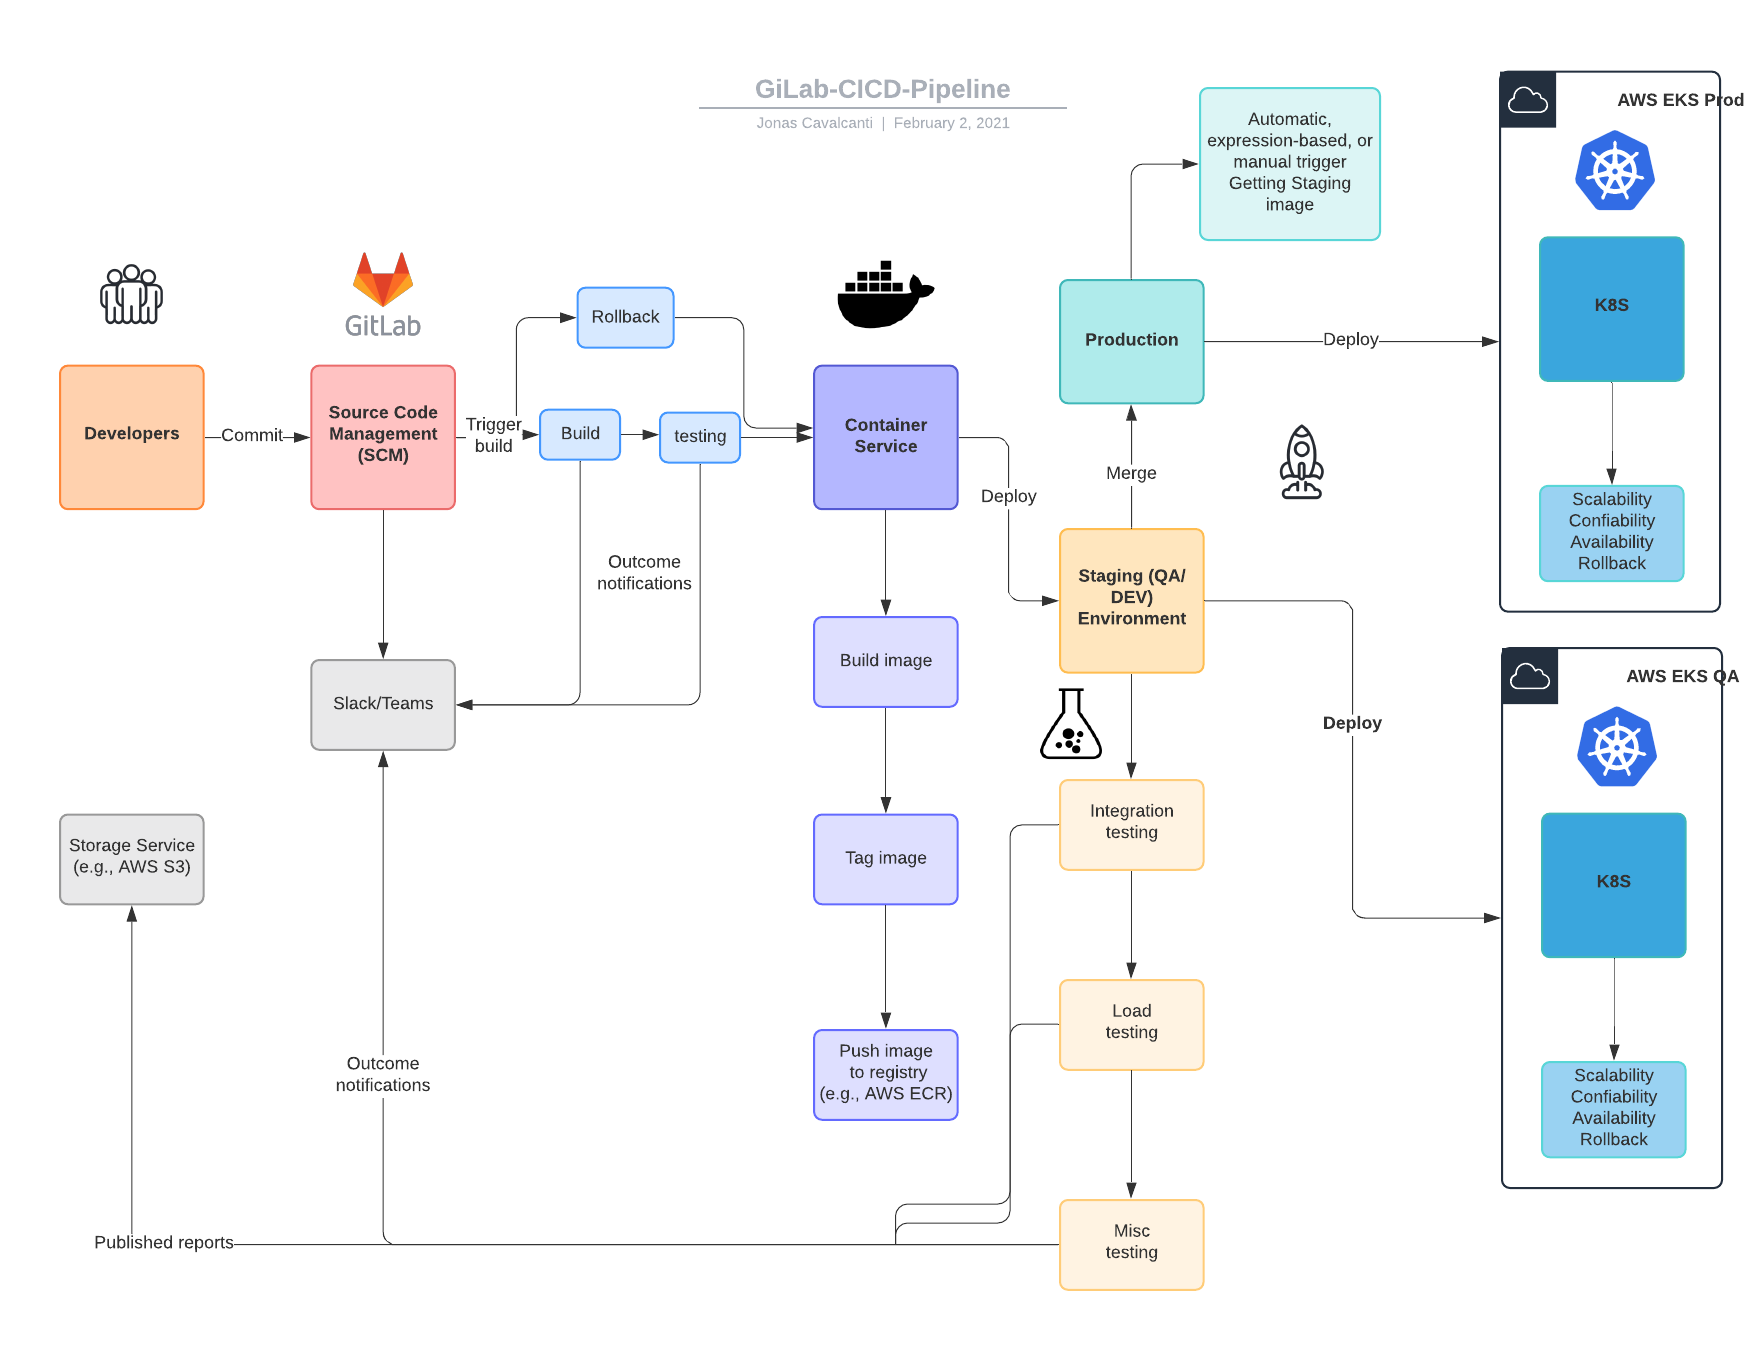 GiLab-CICD-Pipeline
Jonas Cavalcanti | February 2, 2021
Automatic,
expression-based, or
manual trigger
Getting Staging
image
AWS EKS Prod
K8S
Scalability
Confiability
Availability
Rollback
GitLab
Rollback
Production
Deploy
Developers
Commit
Source Code
Management
(SCM)
Trigger
build
Build
testing
Container
Service
Merge
Deploy
Outcome
notifications
Staging (QA/
DEV)
Environment
Slack/Teams
Build image
Deploy
AWS EKS QA
K8S
Scalability
Confiability
Availability
Rollback
Storage Service
(e.g., AWS S3)
Tag image
Integration
testing
Load
testing
Push image
to registry
(e.g., AWS ECR)
Outcome
notifications
Published reports
Misc
testing